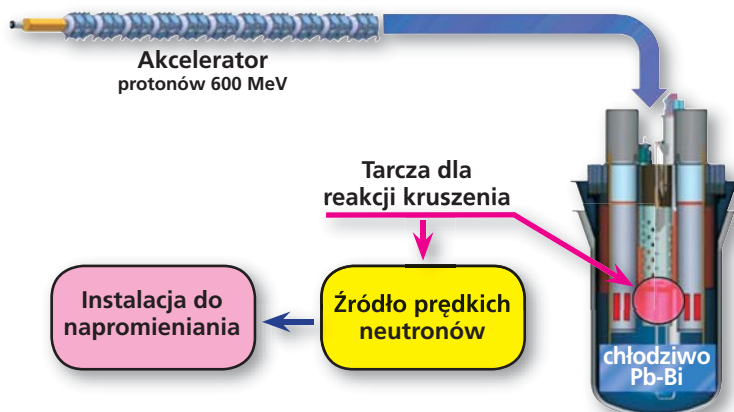 Akcelerator
protonów 600 MeV
Tarcza dla
reakcji kruszenia
Instalacja do
napromieniania
Źródło prędkich
neutronów
chłodziwo
Pb-Bi